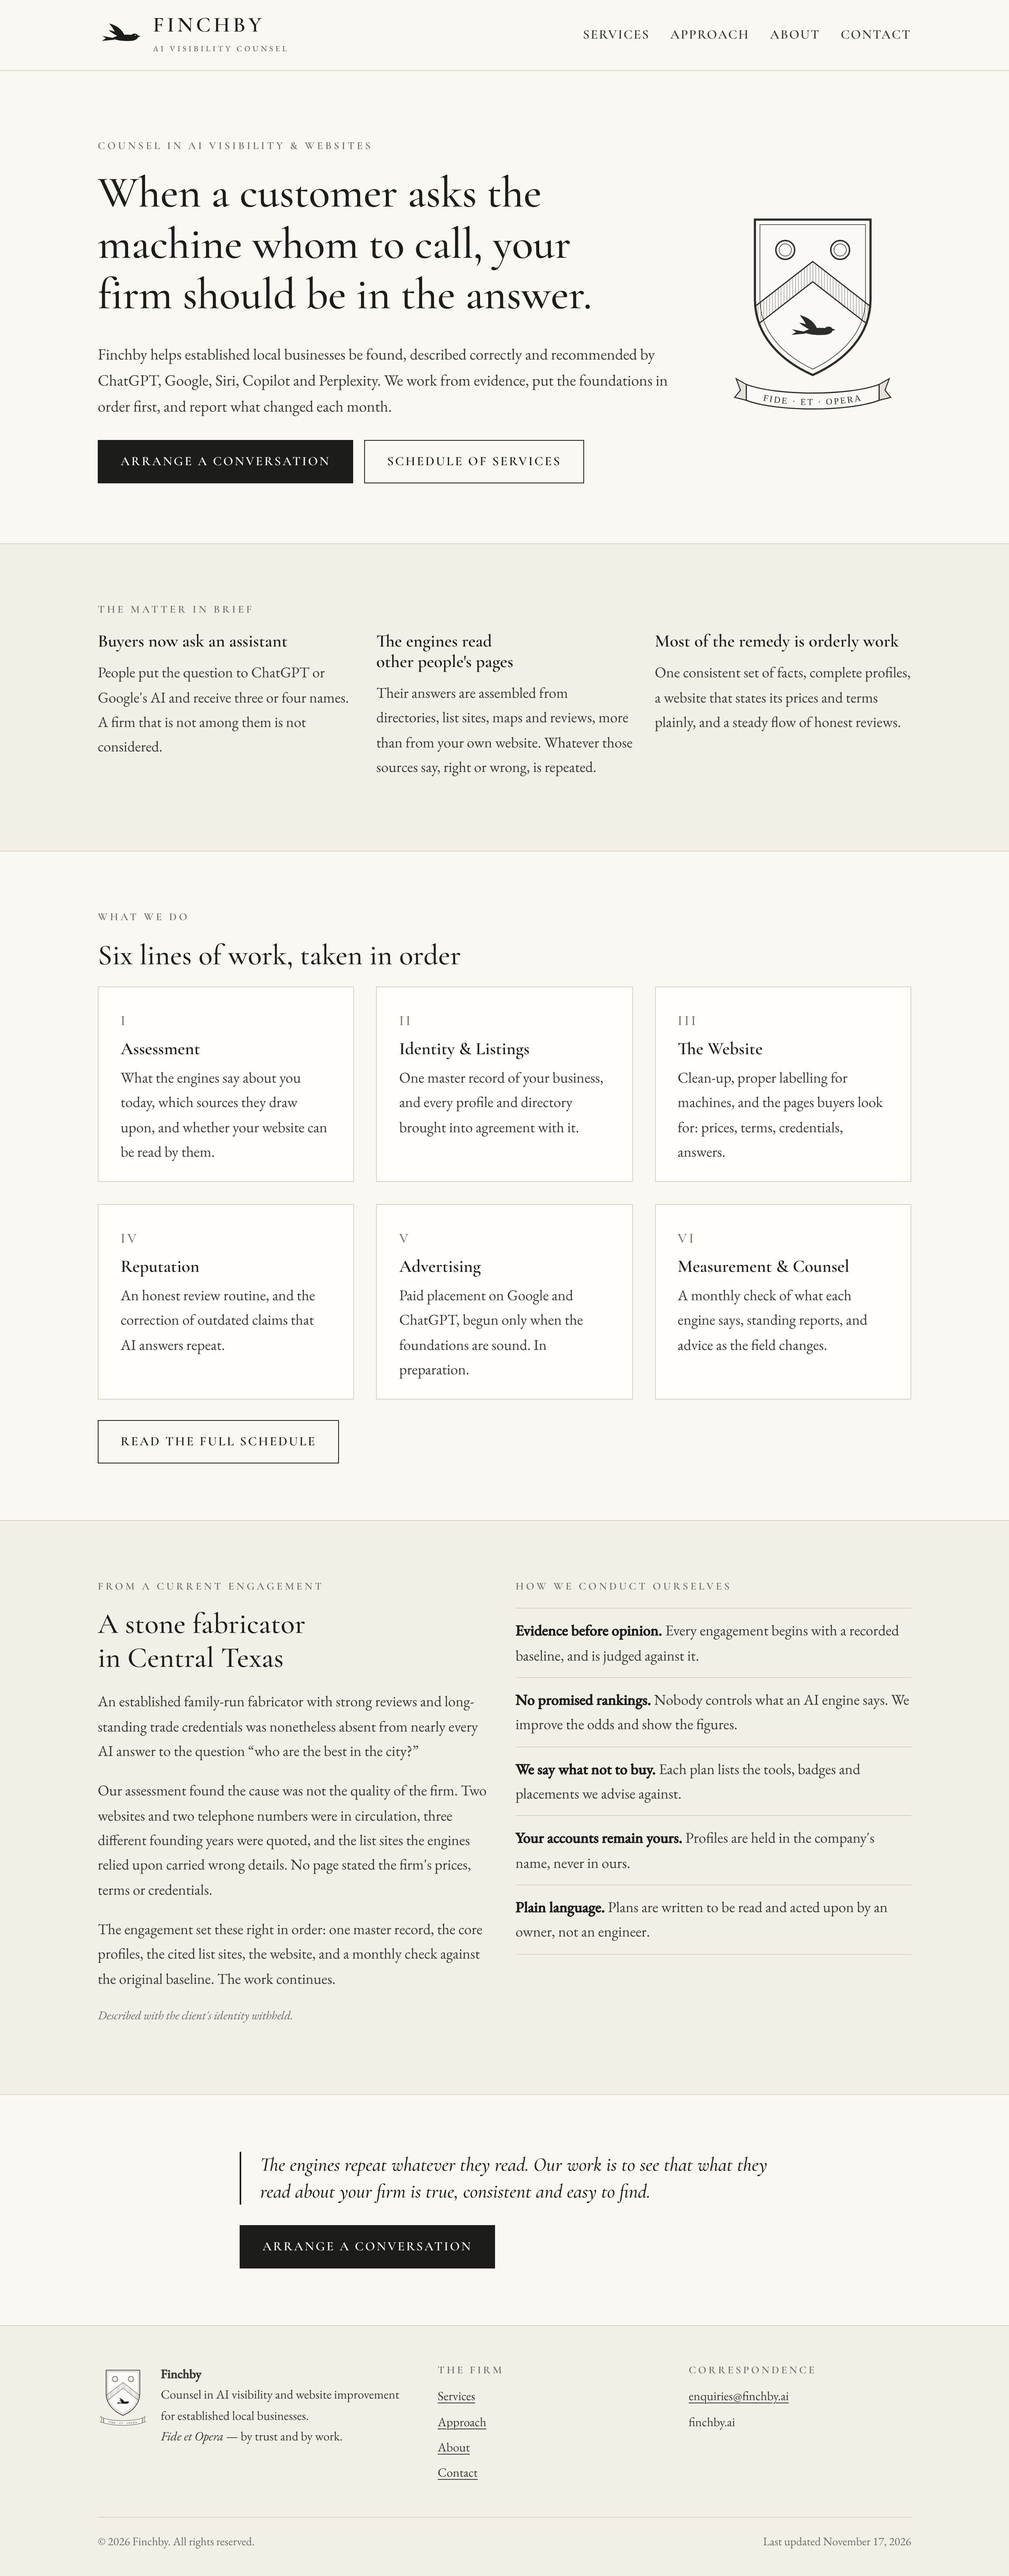 FINCHBY
AI VISIBILITY COUNSEL
SERVICES APPROACH ABOUT CONTACT
COUNSEL IN AI VISIBILITY & WEBSITES
When a customer asks the
machine whom to call, your
firm should be in the answer.
Finchby helps established local businesses be found, described correctly and recommended by
ChatGPT, Google, Siri, Copilot and Perplexity. We work from evidence, put the foundations in
order first, and report what changed each month.
ARRANGE A CONVERSATION
SCHEDULE OF SERVICES
FIDE · ET · OPERA
THE MATTER IN BRIEF
Buyers now ask an assistant
People put the question to ChatGPT or
Google's AI and receive three or four names.
A firm that is not among them is not
considered.
The engines read
other people's pages
Their answers are assembled from
directories, list sites, maps and reviews, more
than from your own website. Whatever those
sources say, right or wrong, is repeated.
Most of the remedy is orderly work
One consistent set of facts, complete profiles,
a website that states its prices and terms
plainly, and a steady flow of honest reviews.
WHAT WE DO
Six lines of work, taken in order
I
Assessment
What the engines say about you
today, which sources they draw
upon, and whether your website can
be read by them.
II
Identity & Listings
One master record of your business,
and every profile and directory
brought into agreement with it.
III
The Website
Clean-up, proper labelling for
machines, and the pages buyers look
for: prices, terms, credentials,
answers.
IV
Reputation
An honest review routine, and the
correction of outdated claims that
AI answers repeat.
V
Advertising
Paid placement on Google and
ChatGPT, begun only when the
foundations are sound. In
preparation.
VI
Measurement & Counsel
A monthly check of what each
engine says, standing reports, and
advice as the field changes.
READ THE FULL SCHEDULE
FROM A CURRENT ENGAGEMENT
A stone fabricator
in Central Texas
An established family-run fabricator with strong reviews and long-
standing trade credentials was nonetheless absent from nearly every
AI answer to the question “who are the best in the city?”
Our assessment found the cause was not the quality of the firm. Two
websites and two telephone numbers were in circulation, three
different founding years were quoted, and the list sites the engines
relied upon carried wrong details. No page stated the firm's prices,
terms or credentials.
The engagement set these right in order: one master record, the core
profiles, the cited list sites, the website, and a monthly check against
the original baseline. The work continues.
Described with the client's identity withheld.
HOW WE CONDUCT OURSELVES
Evidence before opinion. Every engagement begins with a recorded
baseline, and is judged against it.
No promised rankings. Nobody controls what an AI engine says. We
improve the odds and show the figures.
We say what not to buy. Each plan lists the tools, badges and
placements we advise against.
Your accounts remain yours. Profiles are held in the company's
name, never in ours.
Plain language. Plans are written to be read and acted upon by an
owner, not an engineer.
The engines repeat whatever they read. Our work is to see that what they
read about your firm is true, consistent and easy to find.
ARRANGE A CONVERSATION
Finchby
Counsel in AI visibility and website improvement
for established local businesses.
Fide et Opera — by trust and by work.
THE FIRM
Services
Approach
About
Contact
CORRESPONDENCE
enquiries@finchby.ai
finchby.ai
© 2026 Finchby. All rights reserved.
Last updated November 17, 2026